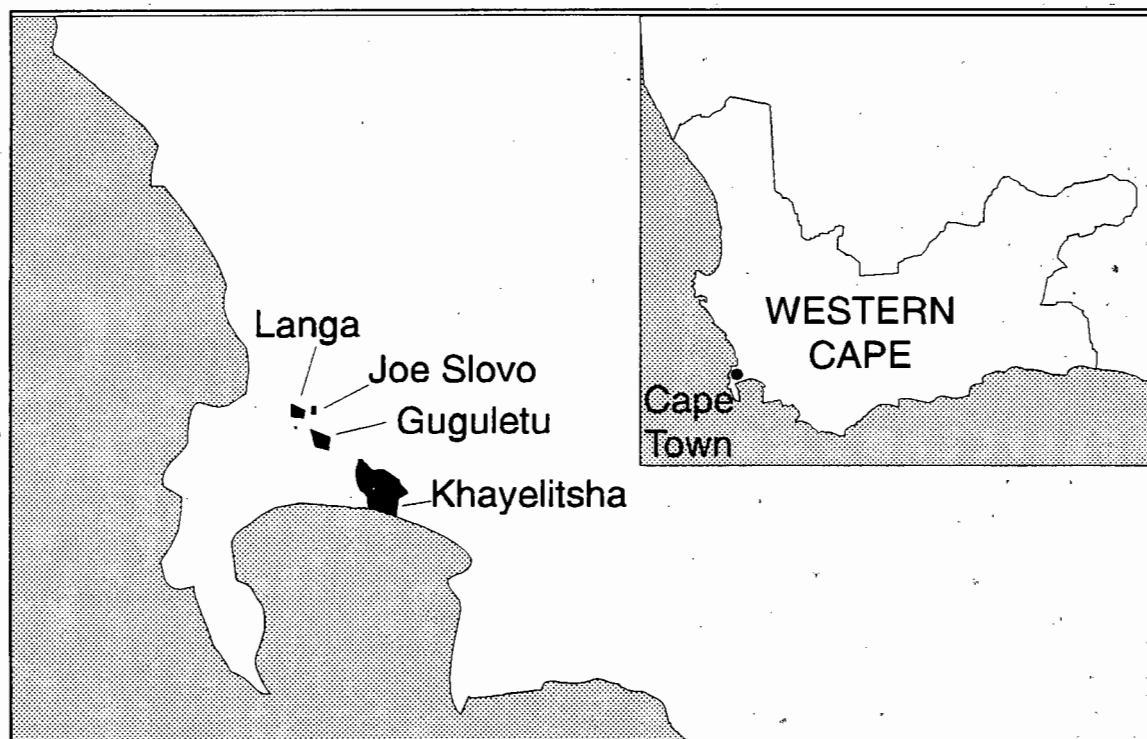 Langa
Joe Slovo
Guguletu
Khayelitsha
WESTERN
CAPE
Cape
Town